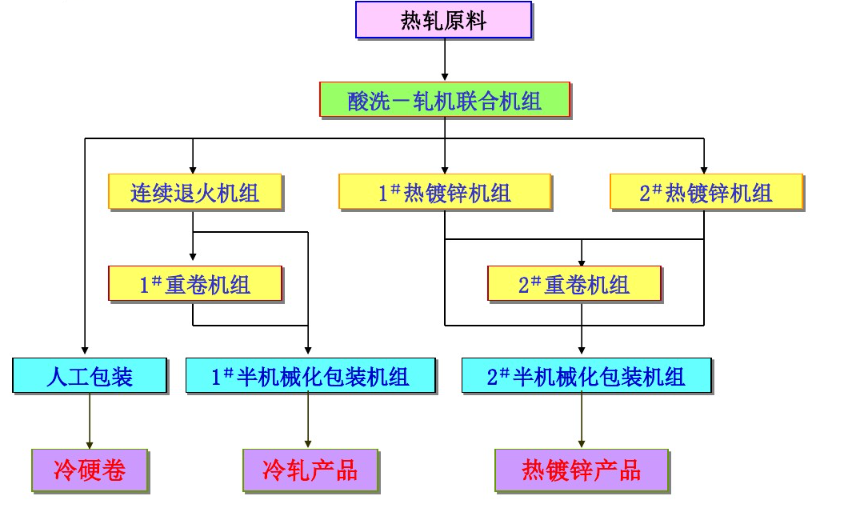 热轧原料
酸洗－轧机联合机组
连续退火机组
1#热镀锌机组
2#热镀锌机组
1#重卷机组
2#重卷机组
人工包装
1#半机械化包装机组
2#半机械化包装机组
冷硬卷
冷轧产品
热镀锌产品